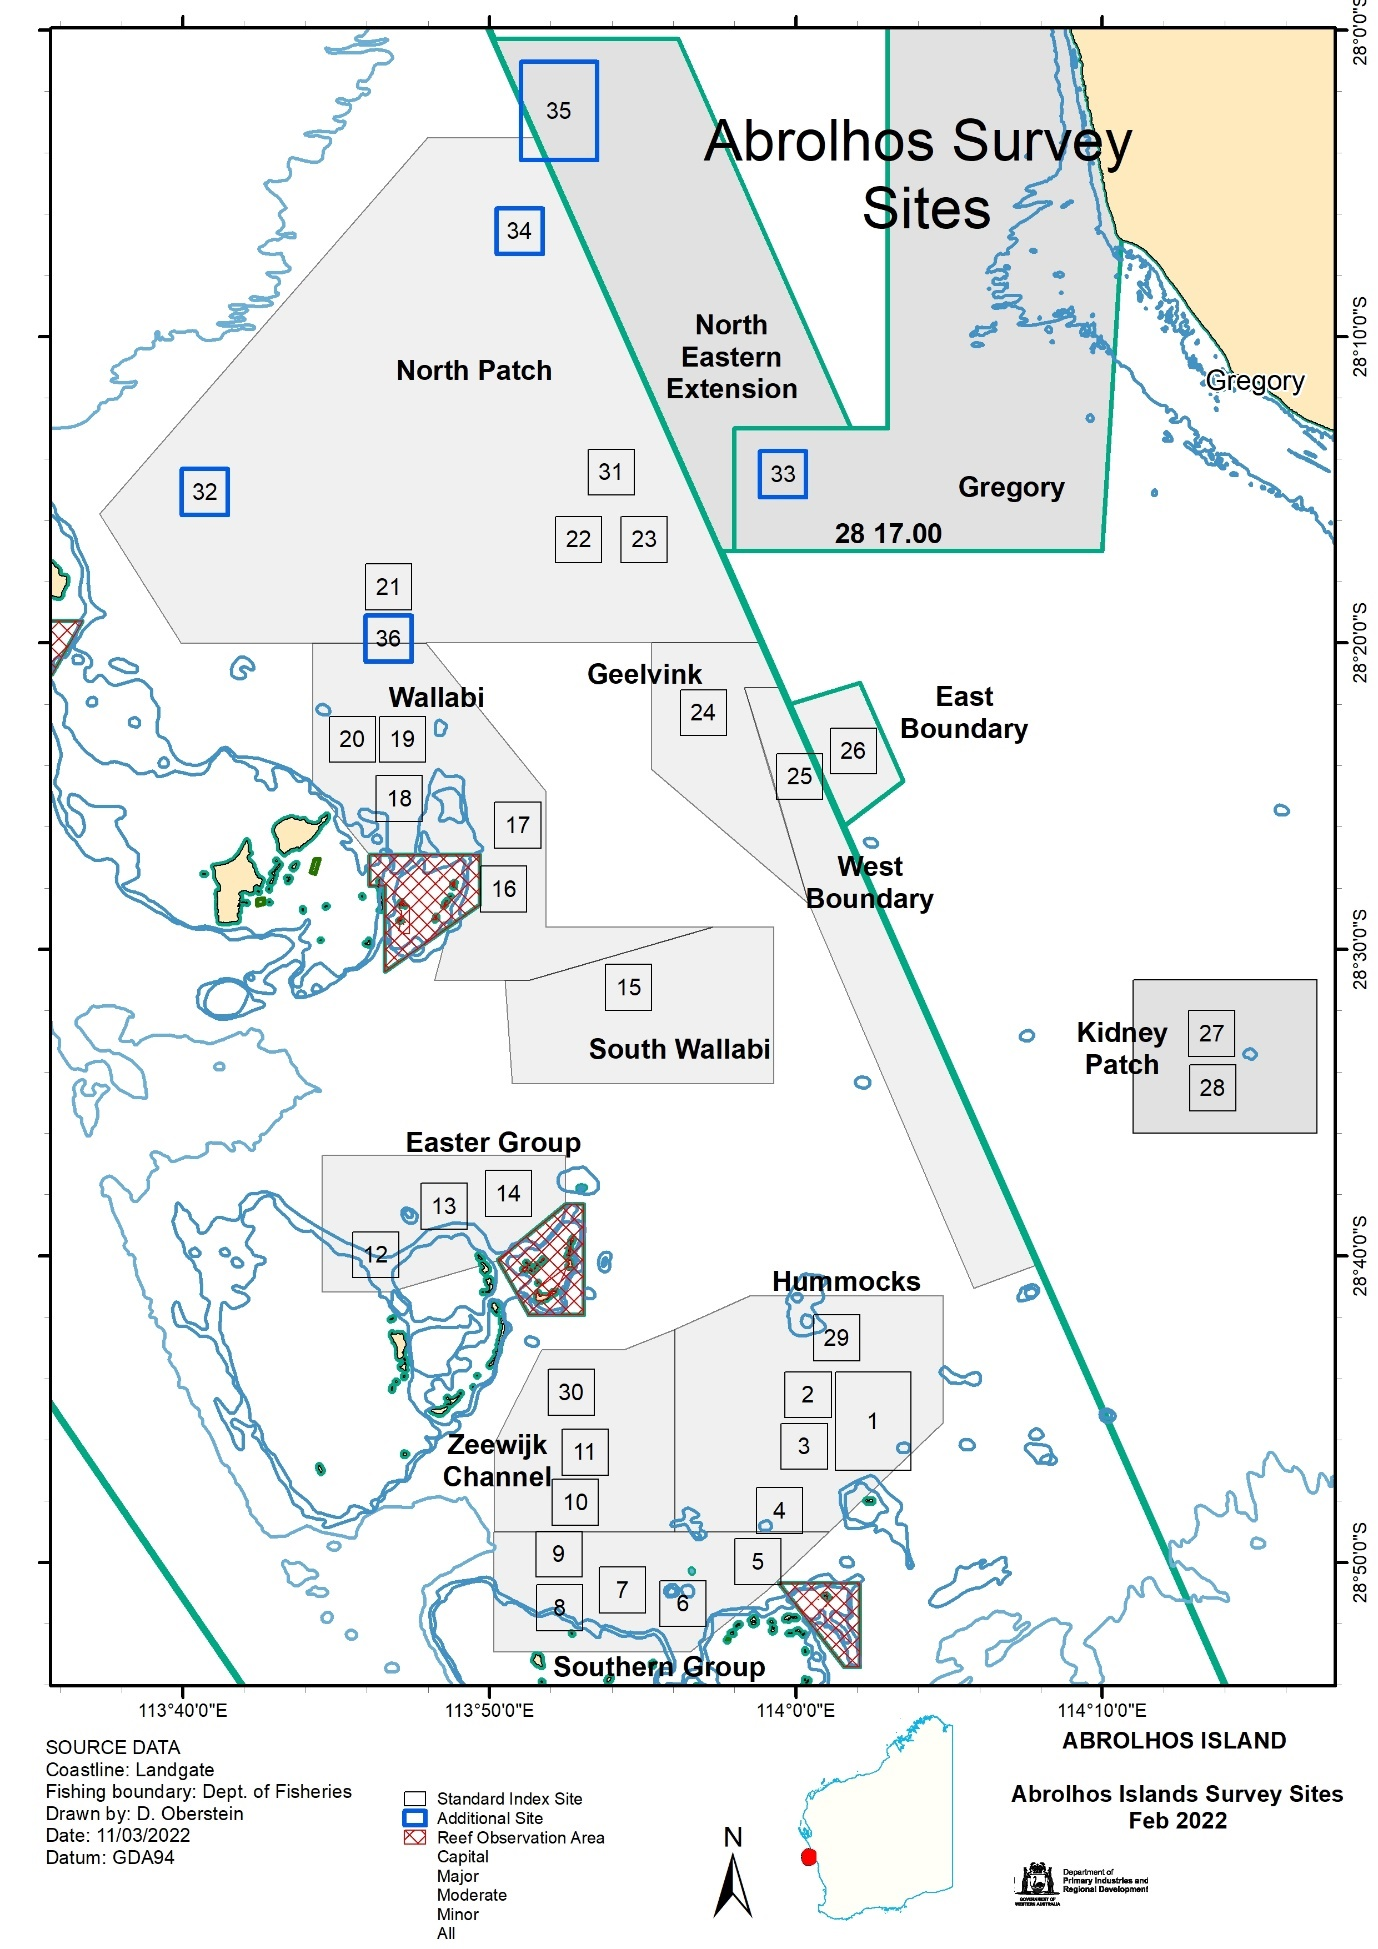 28°0'0"S
35
Abrolhos Survey
Sites
34
North
Eastern
Extension
28°10'0"S
North Patch
Gregory
31
32
33
Gregory
22
23
28 17.00
21
36
28°20'0"S
Geelvink
Wallabi
24
East
Boundary
20
19
26
25
18
17
West
Boundary
16
28°30'0"S
15
Kidney
Patch
27
South Wallabi
28
Easter Group
14
13
12
28°40'0"S
Hummocks
29
30
2
1
Zeewijk
Channel
11
3
10
4
9
5
28°50'0"S
7
8
6
Southern Group
113°40'0"E
113°50'0"E
114°0'0"E
114°10'0"E
SOURCE DATA
Coastline: Landgate
Fishing boundary: Dept. of Fisheries
Drawn by: D. Oberstein
Date: 11/03/2022
Datum: GDA94
Standard Index Site
Additional Site
Reef Observation Area
Capital
Major
Moderate
Minor
All
N
ABROLHOS ISLAND
Abrolhos Islands Survey Sites
Feb 2022
Department of
Primary Industries and
Regional Development
GOVERNMENT OF
WESTERN AUSTRALIA